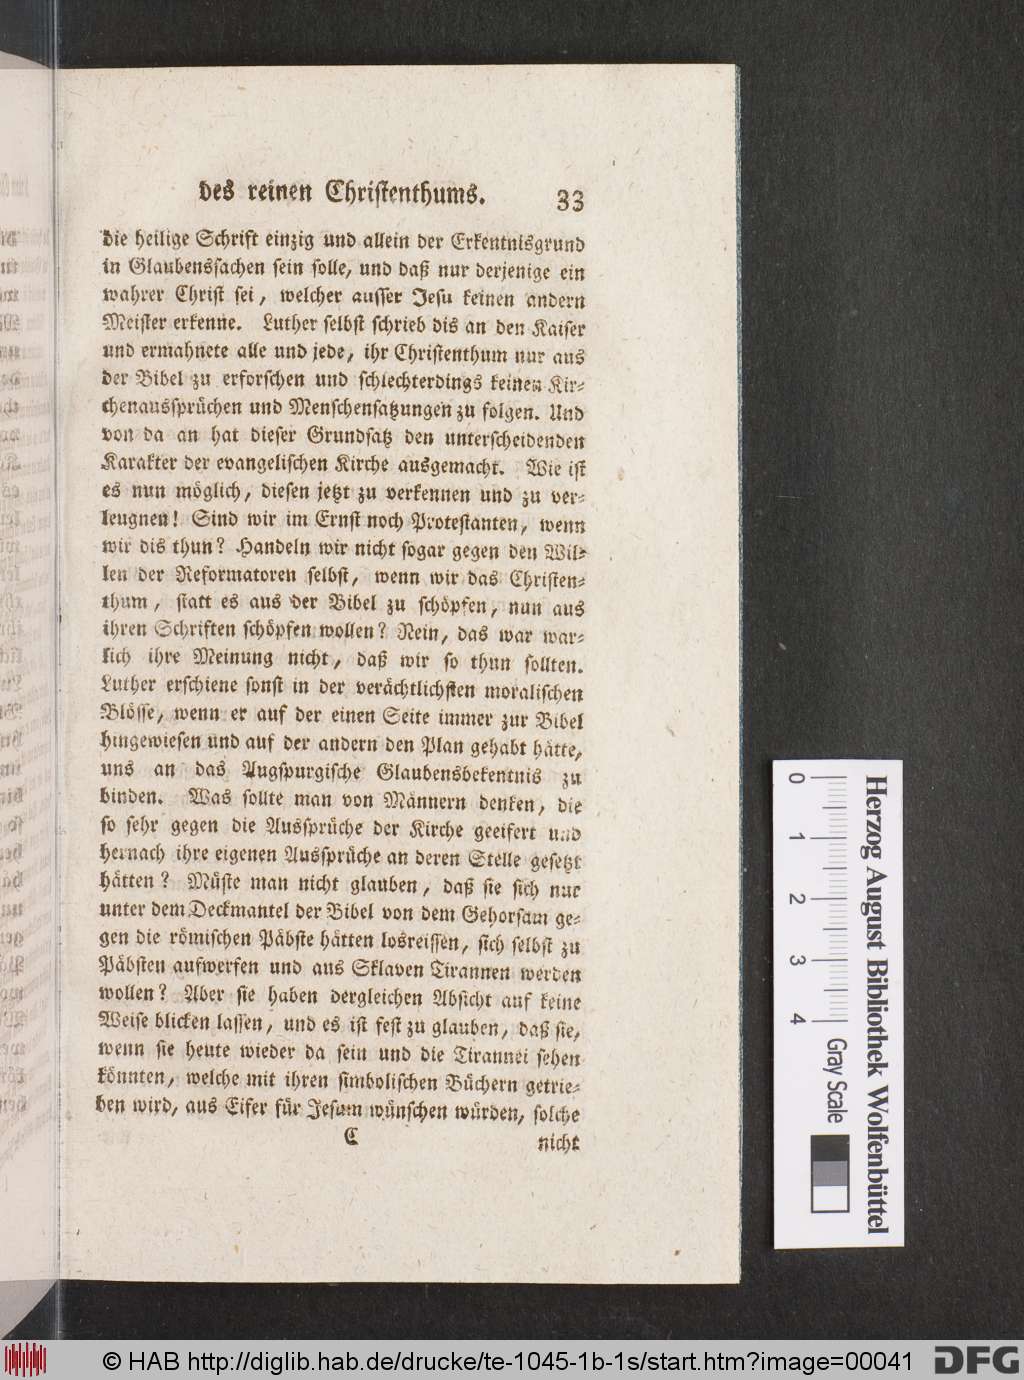 des reinen Christenthums. 33
die heilige Schrift einzig und allein der Erkentnisgrund
in Glaubenssachen sein solle, und daß nur derjenige ein
wahrer Christ sei, welcher ausser Jesu keinen andern
Meister erkenne. Luther selbst schrieb dis an den Kaiser
und ermahnete alle und jede, ihr Christenthum nur aus
der Bibel zu erforschen und schlechterdings keinen Kir-
chenaussprüchen und Menschensatzungen zu folgen. Und
von da an hat dieser Grundsatz den unterscheidenden
Karakter der evangelischen Kirche ausgemacht. Wie ist
es nun möglich, diesen jetzt zu verkennen und zu ver-
leugnen! Sind wir im Ernst noch Protestanten, wenn
wir dis thun? Handeln wir nicht sogar gegen den Wil-
len der Reformatoren selbst, wenn wir das Christen-
thum, statt es aus der Bibel zu schöpfen, nun aus
ihren Schriften schöpfen wollen? Nein, das war war-
lich ihre Meinung nicht, daß wir so thun sollten.
Luther erschiene sonst in der verächtlichsten moralischen
Blösse, wenn er auf der einen Seite immer zur Bibel
hingewiesen und auf der andern den Plan gehabt hätte,
uns an das Augspurgische Glaubensbekentnis zu
binden. Was sollte man von Männern denken, die
so sehr gegen die Aussprüche der Kirche geeifert und
hernach ihre eigenen Aussprüche an deren Stelle gesetzt
hätten? Müste man nicht glauben, daß sie sich nur
unter dem Deckmantel der Bibel von dem Gehorsam ge-
gen die römischen Päbste hätten losreissen, sich selbst zu
Päbsten aufwerfen und aus Sklaven Tirannen werden
wollen? Aber sie haben dergleichen Absicht auf keine
Weise blicken lassen, und es ist fest zu glauben, daß sie,
wenn sie heute wieder da sein und die Tirannei sehen
könnten, welche mit ihren simbolischen Büchern getrie-
ben wird, aus Eifer für Jesum wünschen würden, solche
C nicht
0 1 2 3 4 Gray Scale
Herzog August Bibliothek Wolfenbüttel
© HAB http://diglib.hab.de/drucke/te-1045-1b-1s/start.htm?image=00041 DFG